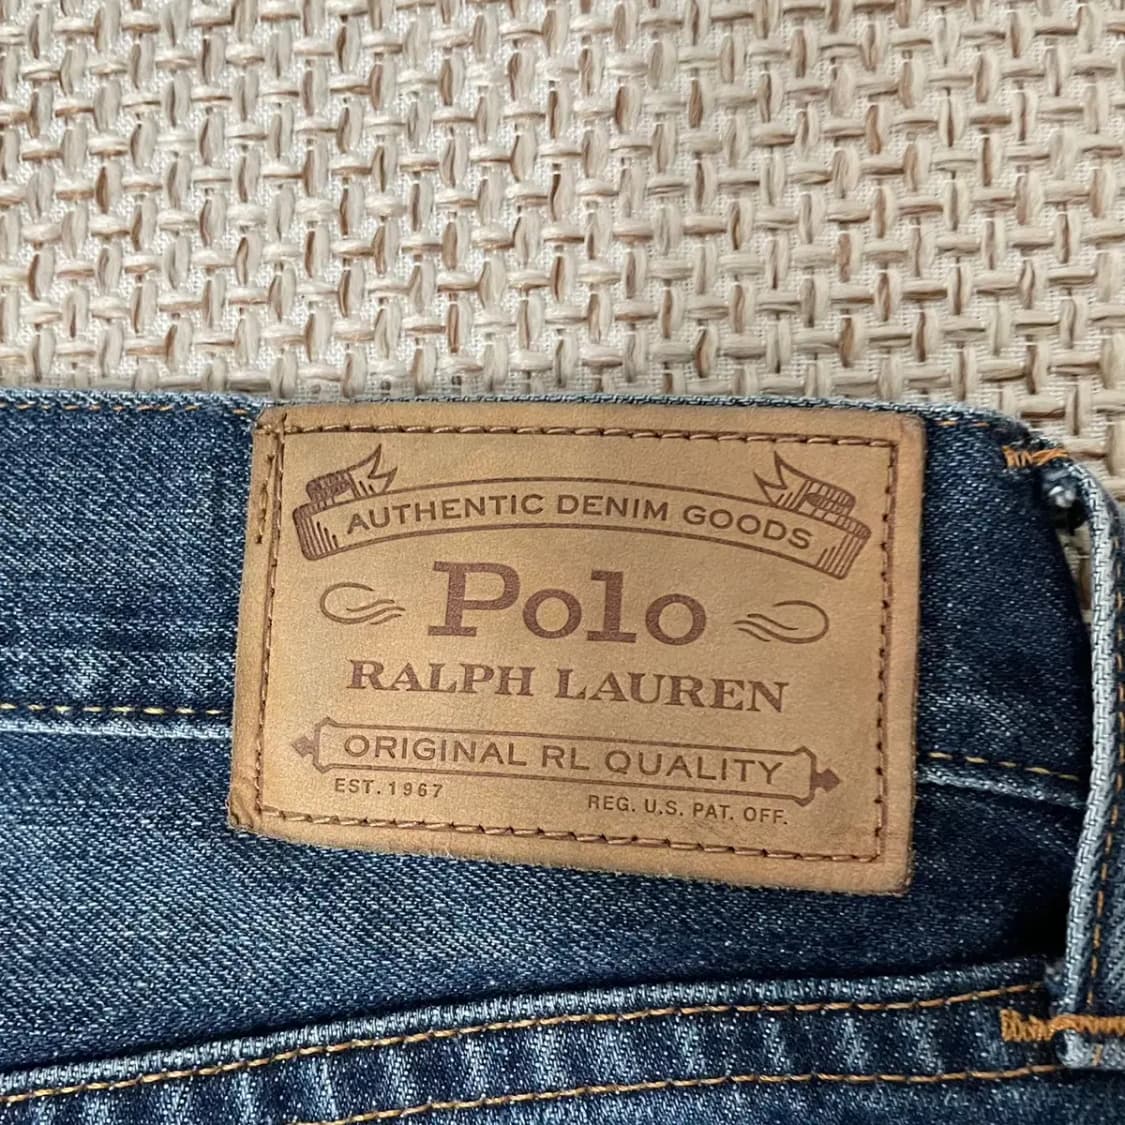 AUTHENTIC DENIM GOODS
Polo
RALPH LAUREN
ORIGINAL RL QUALITY
EST. 1967
REG. U.S. PAT. OFF.